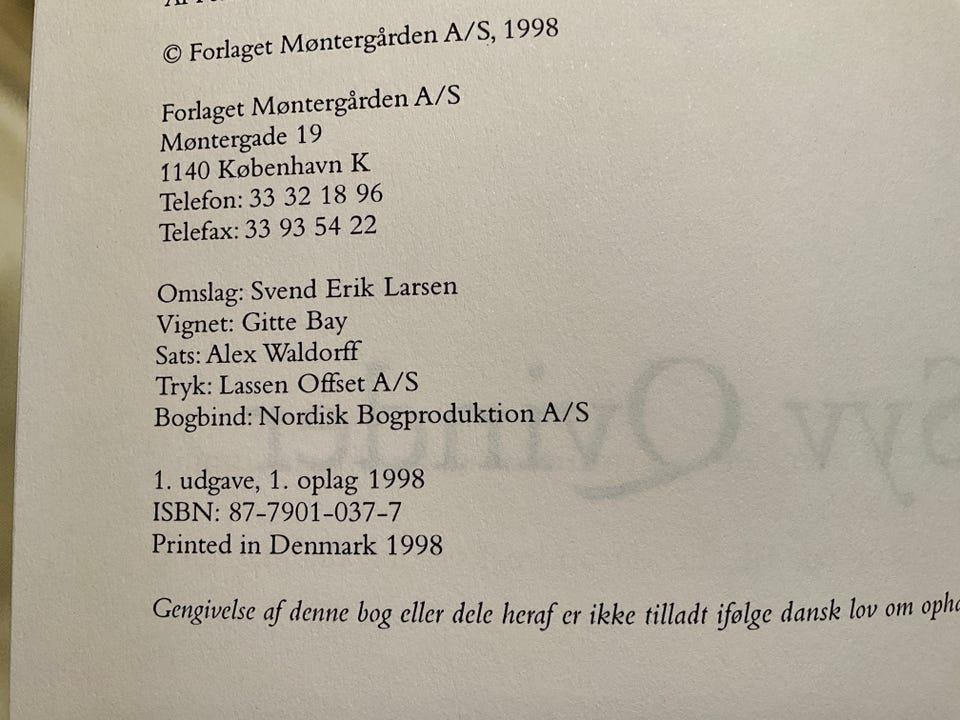 © Forlaget Møntergården A/S, 1998
Forlaget Møntergården A/S
Møntergade 19
1140 København K
Telefon: 33 32 18 96
Telefax: 33 93 54 22
Omslag: Svend Erik Larsen
Vignet: Gitte Bay
Sats: Alex Waldorff
Tryk: Lassen Offset A/S
Bogbind: Nordisk Bogproduktion A/S
1. udgave, 1. oplag 1998
ISBN: 87-7901-037-7
Printed in Denmark 1998
Gengivelse af denne bog eller dele heraf er ikke tilladt ifølge dansk lov om